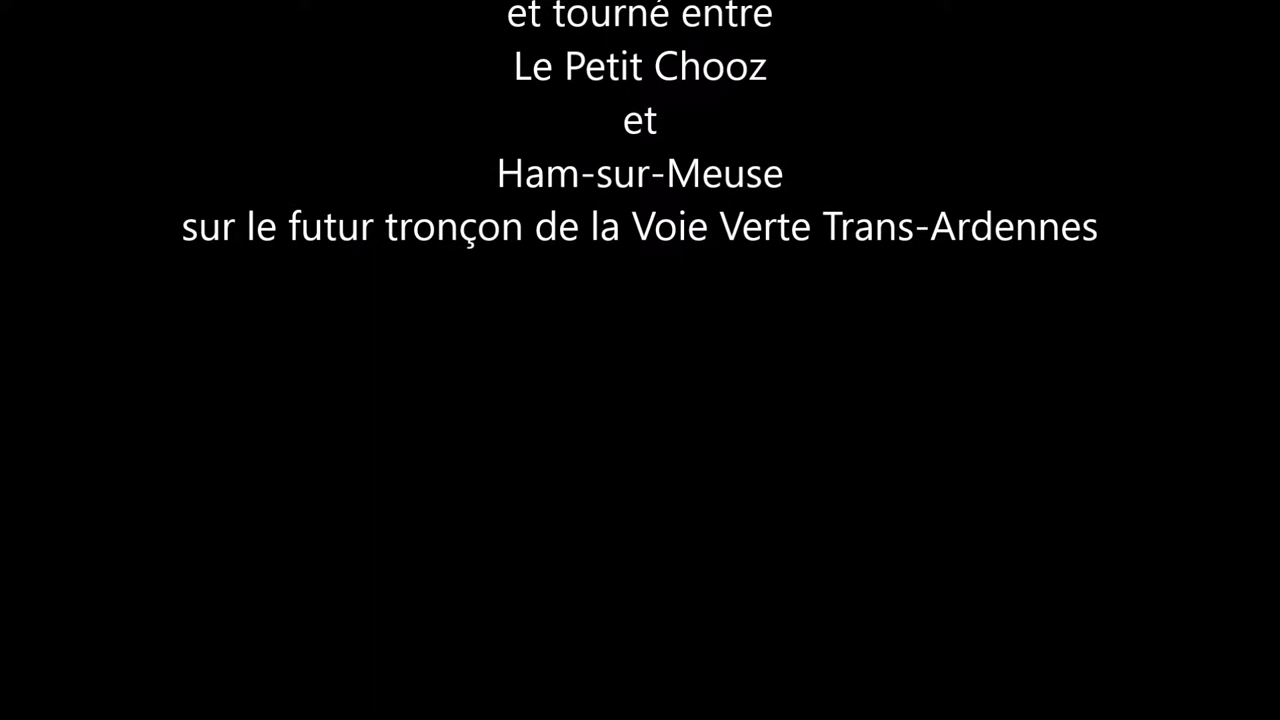 et tourné entre
Le Petit Chooz
et
Ham-sur-Meuse
sur le futur tronçon de la Voie Verte Trans-Ardennes